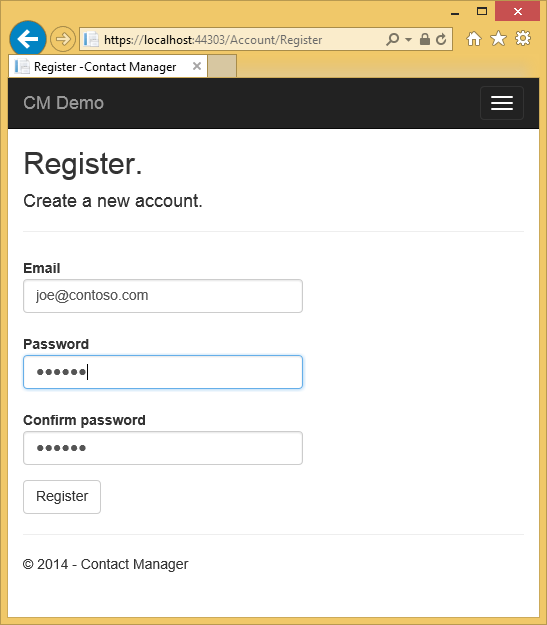 https://localhost:44303/Account/Register
Register -Contact Manager
CM Demo
Register.
Create a new account.
Email
joe@contoso.com
Password
●●●●●●
Confirm password
●●●●●●
Register
© 2014 - Contact Manager